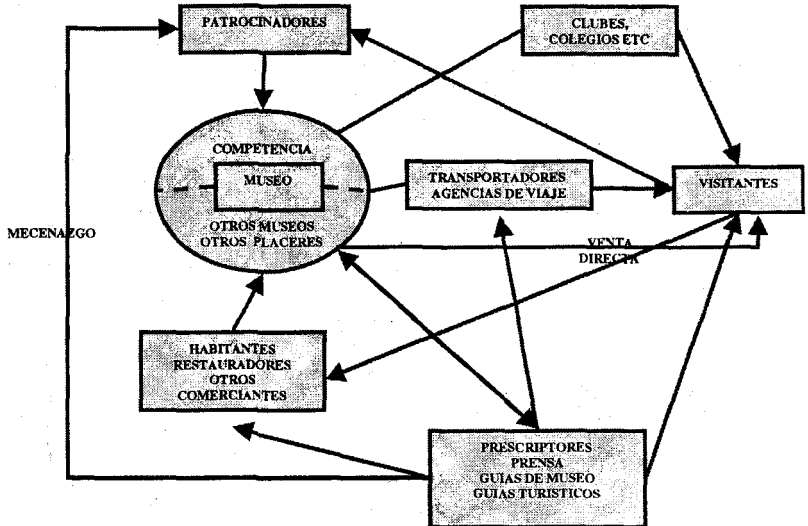 PATROCINADORES
CLUBES,
COLEGIOS ETC
COMPETENCIA
MUSEO
OTROS MUSEOS
OTROS PLACERES
TRANSPORTADORES
AGENCIAS DE VIAJE
VISITANTES
MECENAZGO
VENTA
DIRECTA
HABITANTES
RESTAURADORES
OTROS
COMERCIANTES
PRESCRIPTORES
PRENSA
GUIAS DE MUSEO
GUIAS TURISTICOS